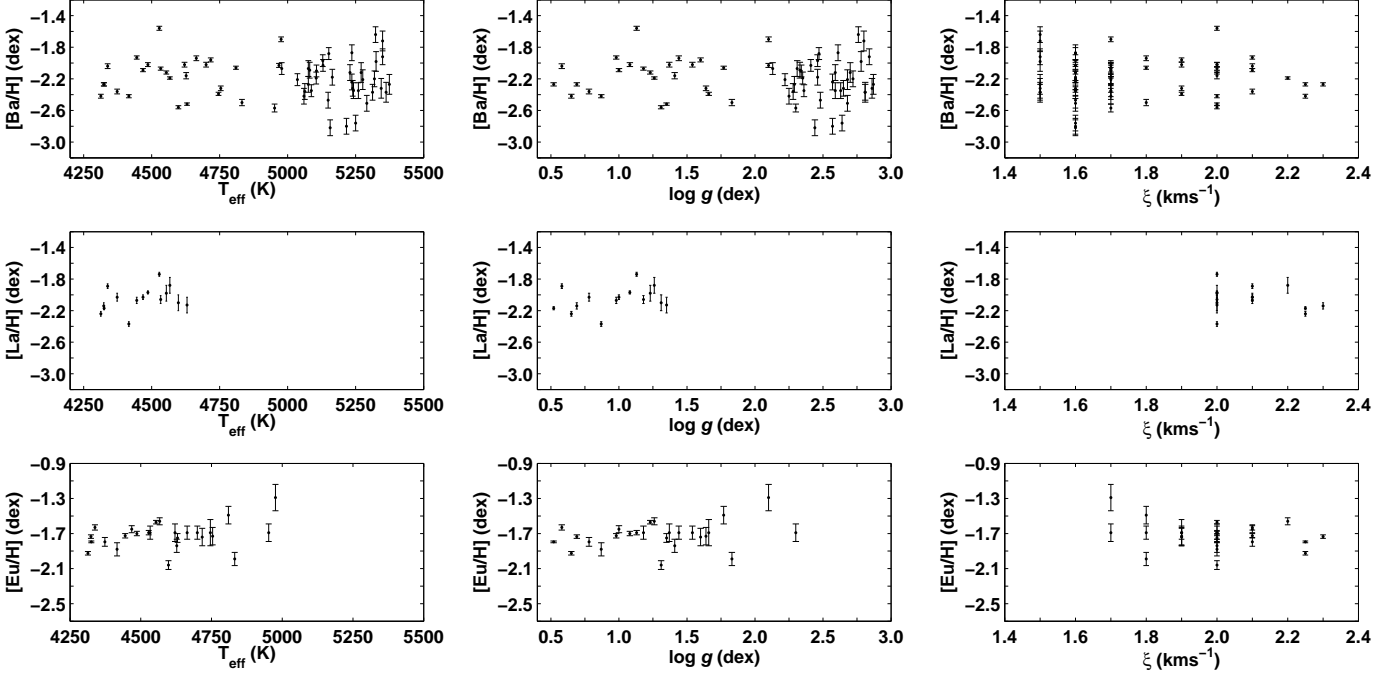 −1.4
−1.8
−2.2
−2.6
−3.0
[Ba/H] (dex)
4250 4500 4750 5000 5250 5500
T_eff (K)
−1.4
−1.8
−2.2
−2.6
−3.0
[Ba/H] (dex)
0.5 1.0 1.5 2.0 2.5 3.0
log g (dex)
−1.4
−1.8
−2.2
−2.6
−3.0
[Ba/H] (dex)
1.4 1.6 1.8 2.0 2.2 2.4
ξ (kms⁻¹)
−1.4
−1.8
−2.2
−2.6
−3.0
[La/H] (dex)
4250 4500 4750 5000 5250 5500
T_eff (K)
−1.4
−1.8
−2.2
−2.6
−3.0
[La/H] (dex)
0.5 1.0 1.5 2.0 2.5 3.0
log g (dex)
−1.4
−1.8
−2.2
−2.6
−3.0
[La/H] (dex)
1.4 1.6 1.8 2.0 2.2 2.4
ξ (kms⁻¹)
−0.9
−1.3
−1.7
−2.1
−2.5
[Eu/H] (dex)
4250 4500 4750 5000 5250 5500
T_eff (K)
−0.9
−1.3
−1.7
−2.1
−2.5
[Eu/H] (dex)
0.5 1.0 1.5 2.0 2.5 3.0
log g (dex)
−0.9
−1.3
−1.7
−2.1
−2.5
[Eu/H] (dex)
1.4 1.6 1.8 2.0 2.2 2.4
ξ (kms⁻¹)